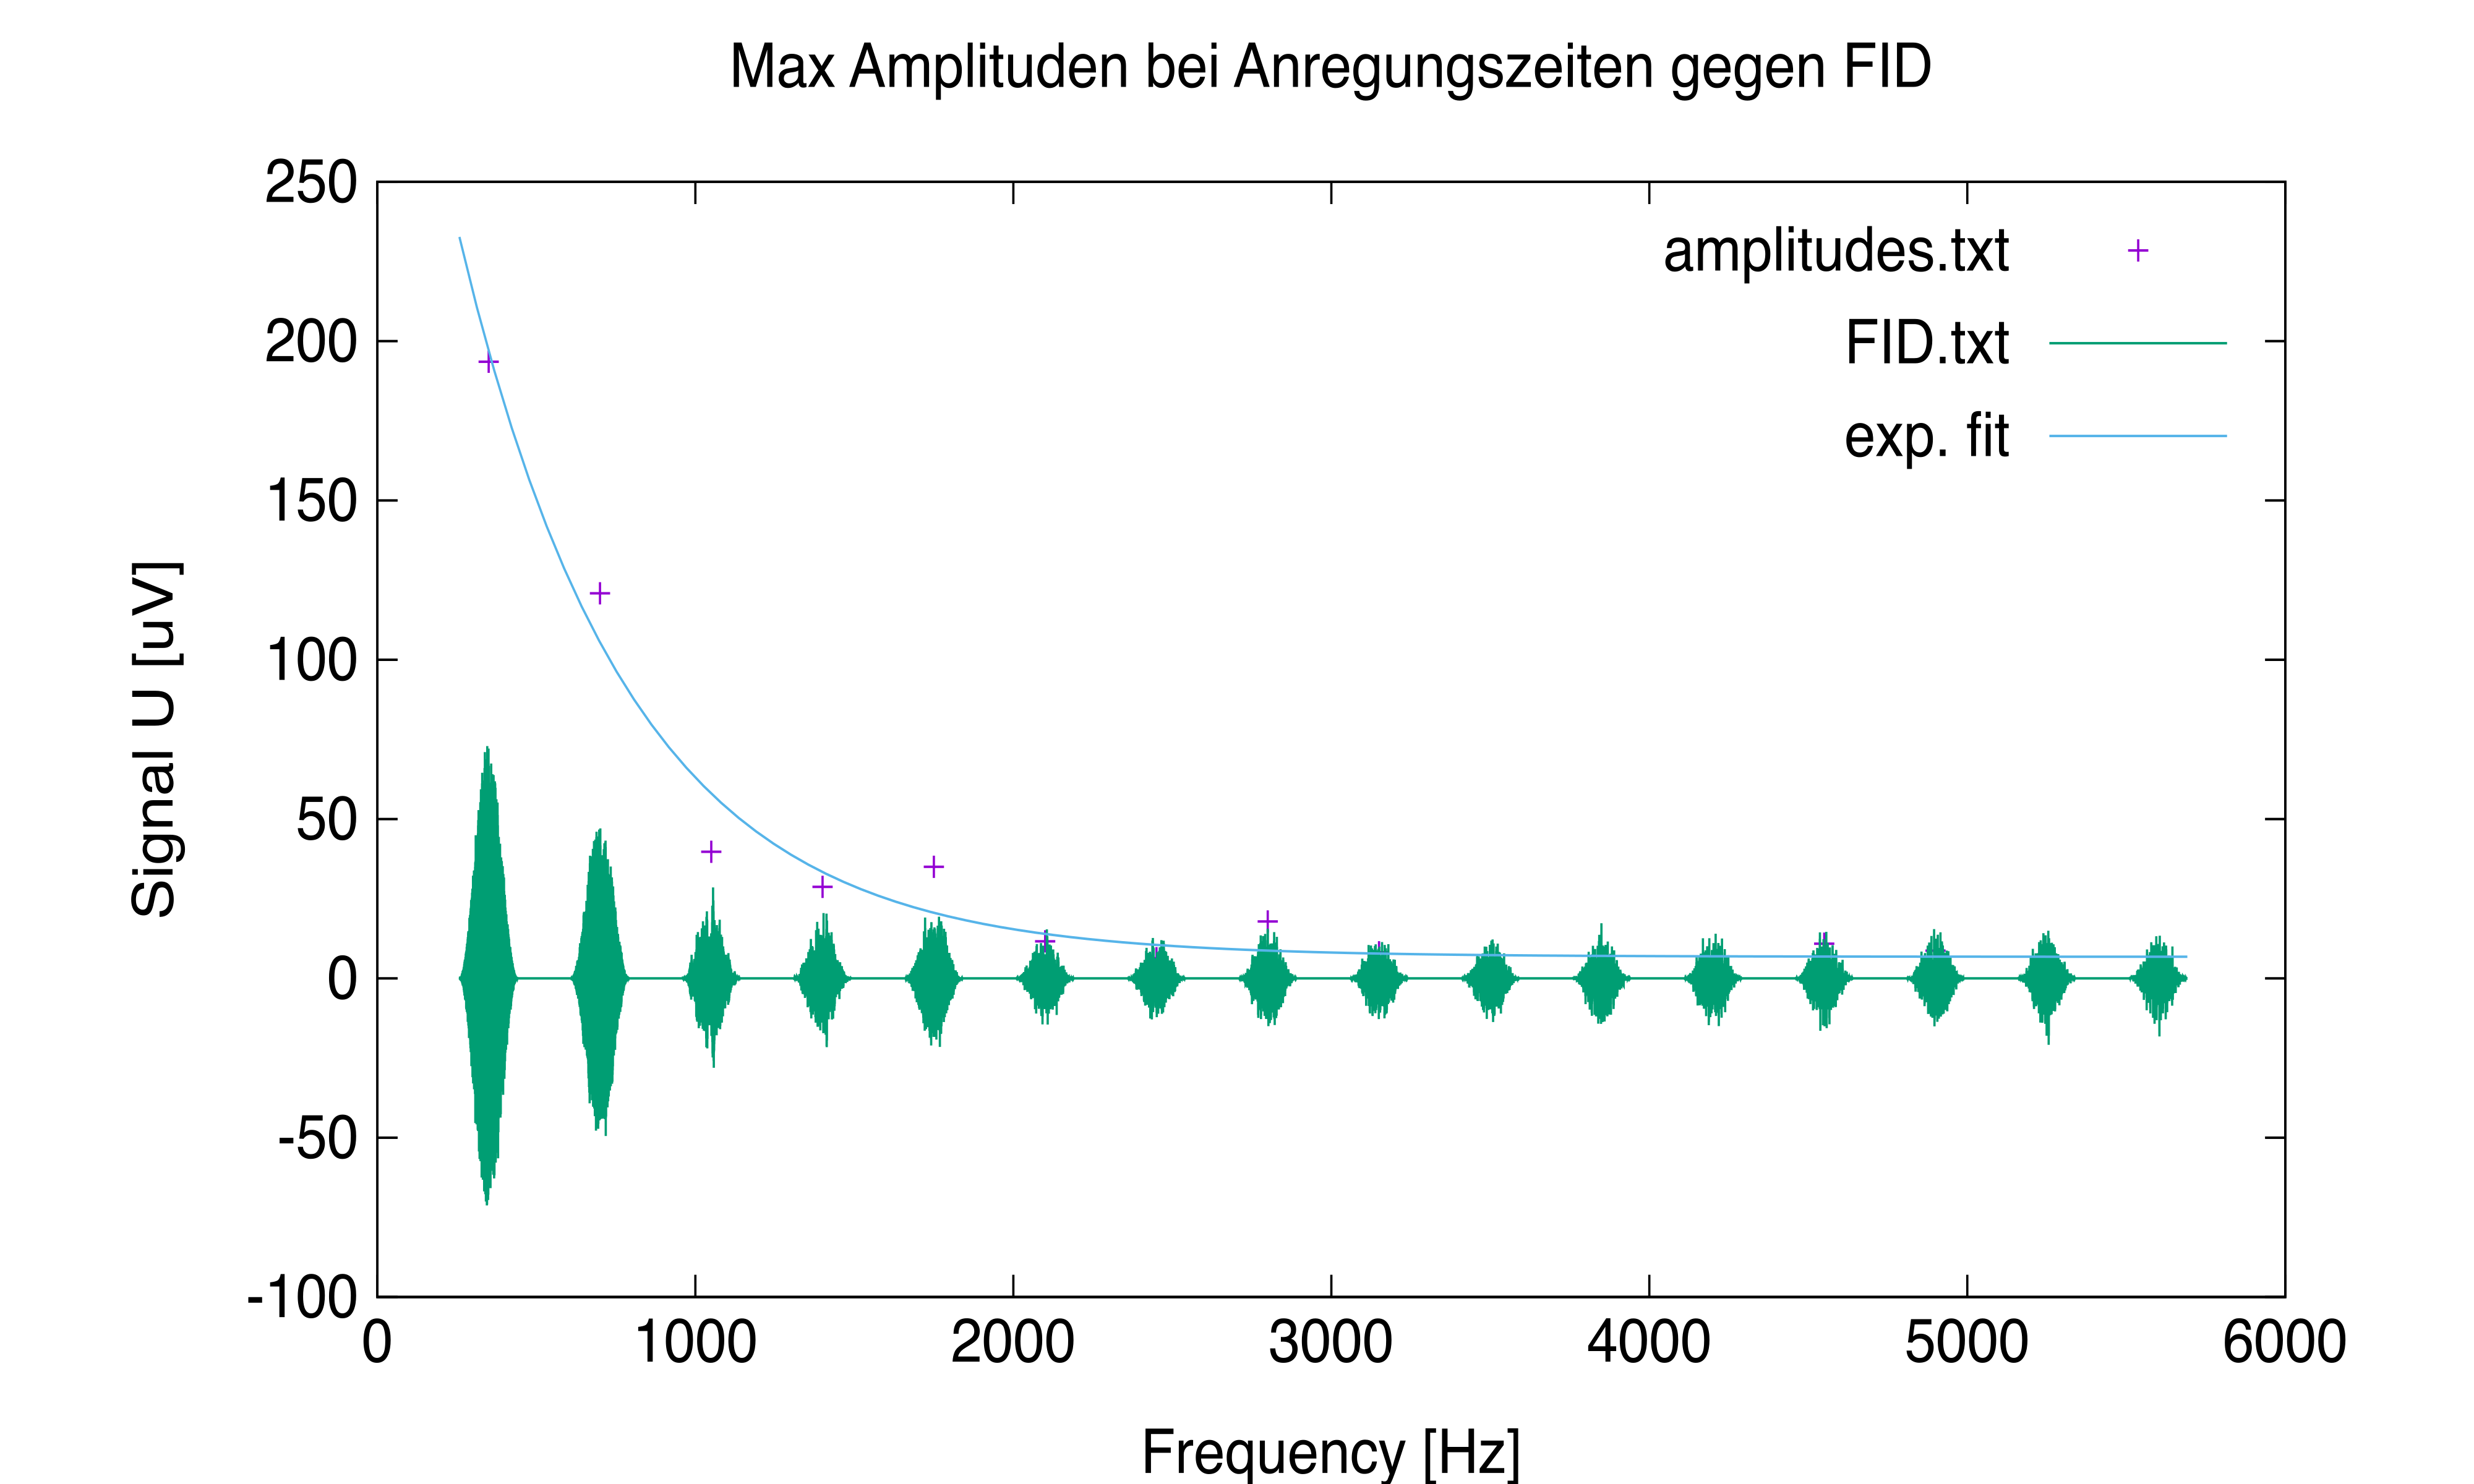 Max Amplituden bei Anregungszeiten gegen FID
250
200
150
100
50
0
-50
-100
Signal U [uV]
amplitudes.txt
FID.txt
exp. fit
0 1000 2000 3000 4000 5000 6000
Frequency [Hz]